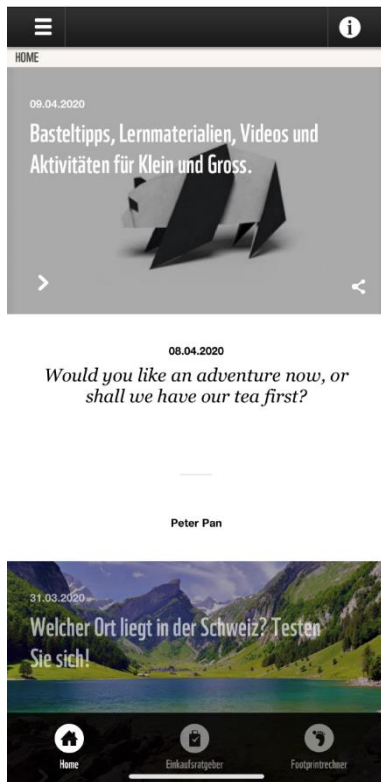 HOME
09.04.2020
Basteltipps, Lernmaterialien, Videos und
Aktivitäten für Klein und Gross.
08.04.2020
Would you like an adventure now, or
shall we have our tea first?
Peter Pan
31.03.2020
Welcher Ort liegt in der Schweiz? Testen
Sie sich!
Home Einkaufsratgeber Footprintrechner